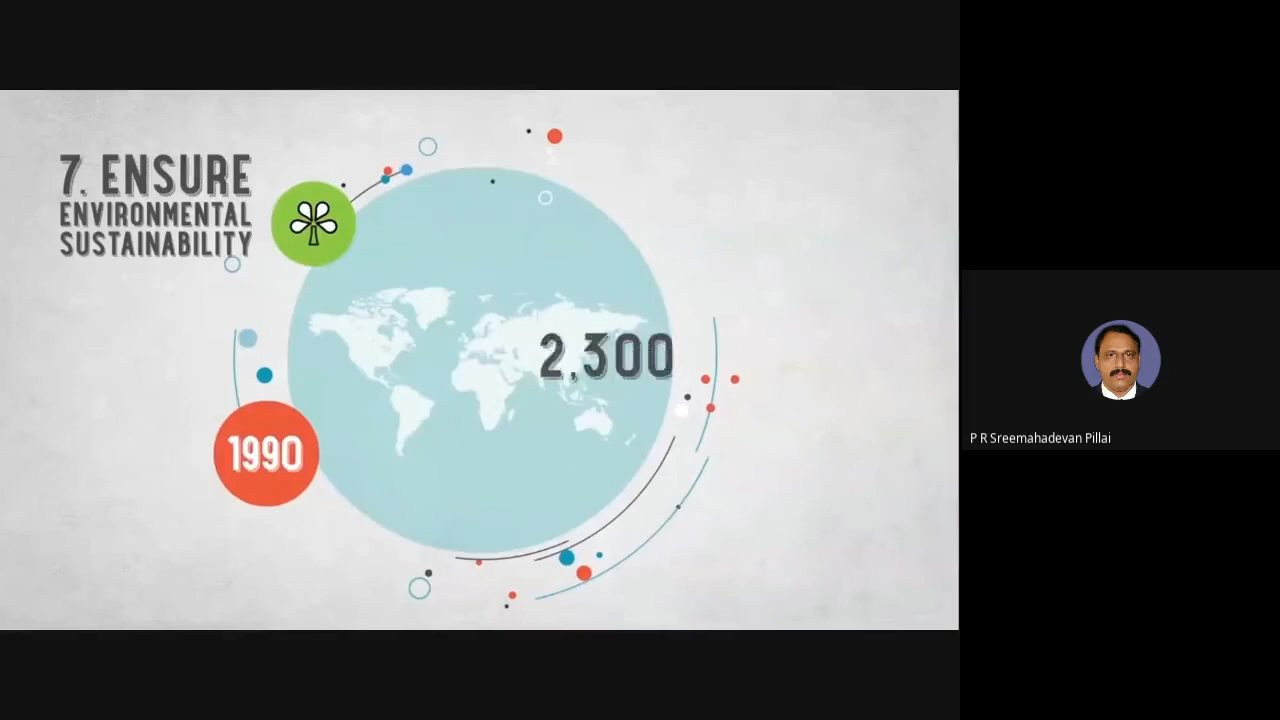 7. ENSURE
ENVIRONMENTAL
SUSTAINABILITY
2,300
1990
P R Sreemahadevan Pillai